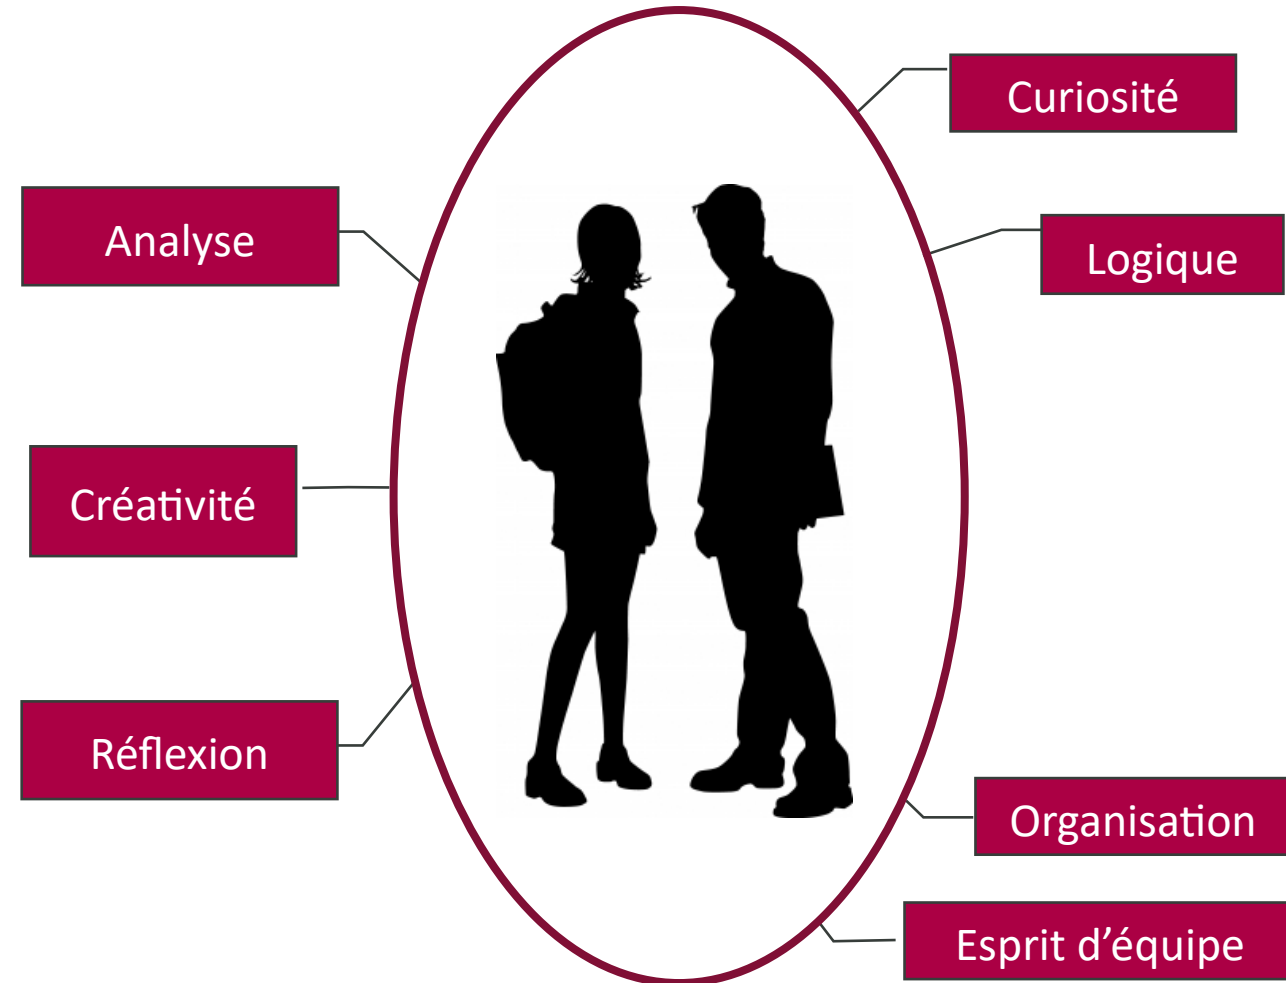 Curiosité
Analyse
Logique
Créativité
Réflexion
Organisation
Esprit d’équipe